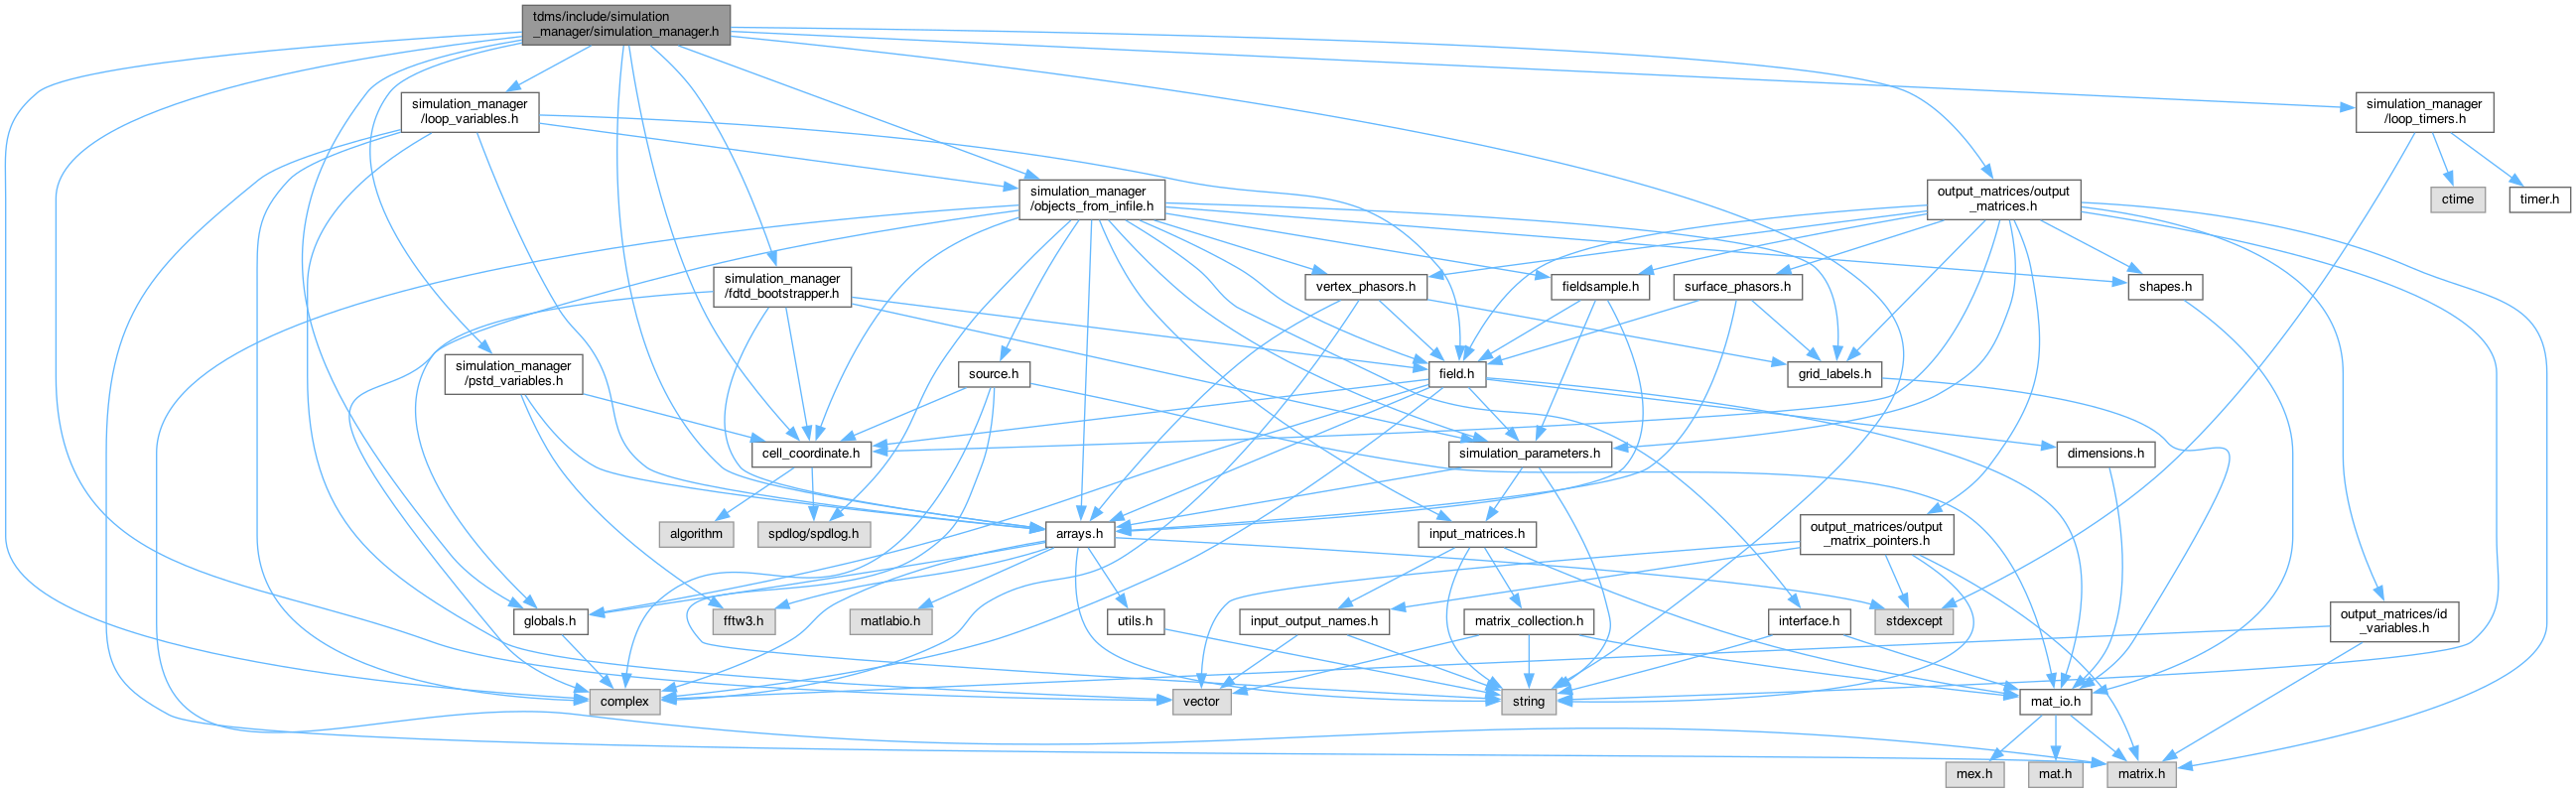 tdms/include/simulation
_manager/simulation_manager.h
simulation_manager
/loop_variables.h
simulation_manager
/loop_timers.h
simulation_manager
/objects_from_infile.h
output_matrices/output
_matrices.h
ctime
timer.h
simulation_manager
/fdtd_bootstrapper.h
vertex_phasors.h
fieldsample.h
surface_phasors.h
shapes.h
simulation_manager
/pstd_variables.h
source.h
field.h
grid_labels.h
cell_coordinate.h
simulation_parameters.h
dimensions.h
algorithm
spdlog/spdlog.h
arrays.h
input_matrices.h
output_matrices/output
_matrix_pointers.h
globals.h
fftw3.h
matlabio.h
utils.h
input_output_names.h
matrix_collection.h
interface.h
stdexcept
output_matrices/id
_variables.h
complex
vector
string
mat_io.h
mex.h
mat.h
matrix.h